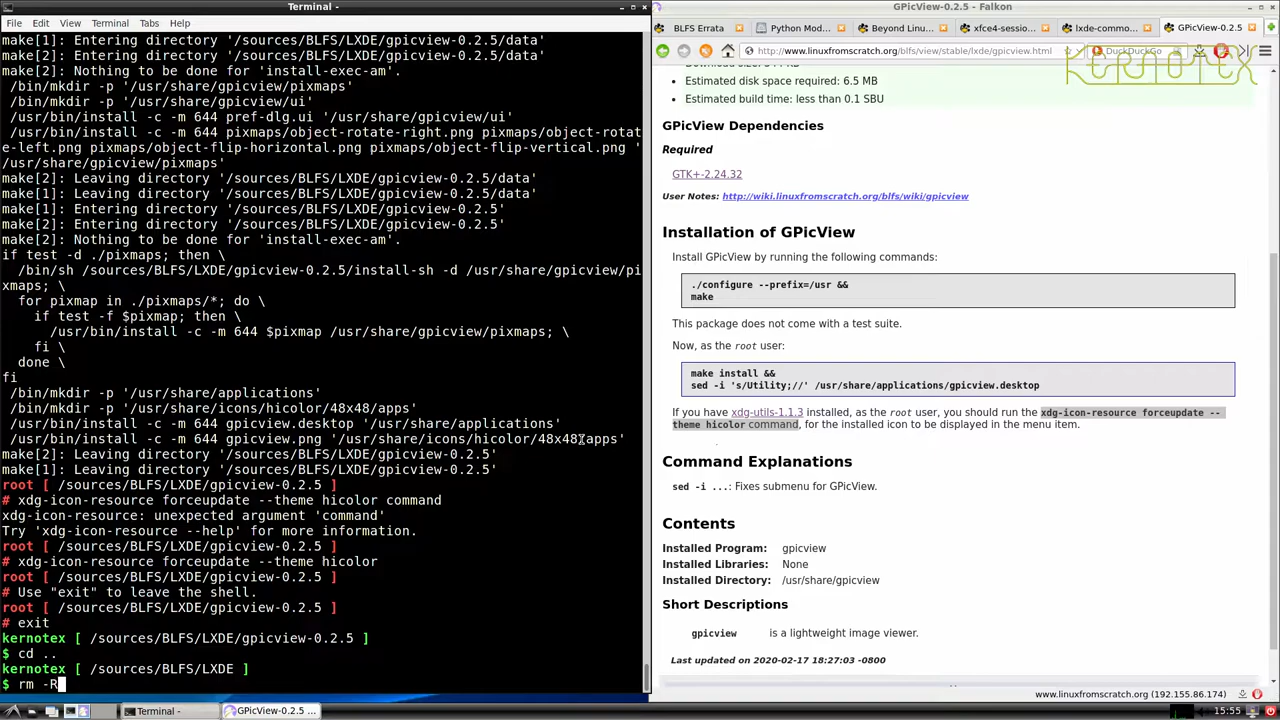 Terminal -
File Edit View Terminal Tabs Help
make[1]: Entering directory '/sources/BLFS/LXDE/gpicview-0.2.5/data'
make[2]: Entering directory '/sources/BLFS/LXDE/gpicview-0.2.5/data'
make[2]: Nothing to be done for 'install-exec-am'.
/bin/mkdir -p '/usr/share/gpicview/pixmaps'
/bin/mkdir -p '/usr/share/gpicview/ui'
/usr/bin/install -c -m 644 pref-dlg.ui '/usr/share/gpicview/ui'
/usr/bin/install -c -m 644 pixmaps/object-rotate-right.png pixmaps/object-rotat
e-left.png pixmaps/object-flip-horizontal.png pixmaps/object-flip-vertical.png '
/usr/share/gpicview/pixmaps'
make[2]: Leaving directory '/sources/BLFS/LXDE/gpicview-0.2.5/data'
make[1]: Leaving directory '/sources/BLFS/LXDE/gpicview-0.2.5/data'
make[1]: Entering directory '/sources/BLFS/LXDE/gpicview-0.2.5'
make[2]: Entering directory '/sources/BLFS/LXDE/gpicview-0.2.5'
make[2]: Nothing to be done for 'install-exec-am'.
if test -d ./pixmaps; then \
/bin/sh /sources/BLFS/LXDE/gpicview-0.2.5/install-sh -d /usr/share/gpicview/pi
xmaps; \
for pixmap in ./pixmaps/*; do \
if test -f $pixmap; then \
/usr/bin/install -c -m 644 $pixmap /usr/share/gpicview/pixmaps; \
fi \
done \
fi
/bin/mkdir -p '/usr/share/applications'
/bin/mkdir -p '/usr/share/icons/hicolor/48x48/apps'
/usr/bin/install -c -m 644 gpicview.desktop '/usr/share/applications'
/usr/bin/install -c -m 644 gpicview.png '/usr/share/icons/hicolor/48x48/apps'
make[2]: Leaving directory '/sources/BLFS/LXDE/gpicview-0.2.5'
make[1]: Leaving directory '/sources/BLFS/LXDE/gpicview-0.2.5'
root [ /sources/BLFS/LXDE/gpicview-0.2.5 ]
# xdg-icon-resource forceupdate --theme hicolor command
xdg-icon-resource: unexpected argument 'command'
Try 'xdg-icon-resource --help' for more information.
root [ /sources/BLFS/LXDE/gpicview-0.2.5 ]
# xdg-icon-resource forceupdate --theme hicolor
root [ /sources/BLFS/LXDE/gpicview-0.2.5 ]
# Use "exit" to leave the shell.
root [ /sources/BLFS/LXDE/gpicview-0.2.5 ]
# exit
kernotex [ /sources/BLFS/LXDE/gpicview-0.2.5 ]
$ cd ..
kernotex [ /sources/BLFS/LXDE ]
$ rm -R
GPicView-0.2.5 - Falkon
BLFS Errata
Python Mod...
Beyond Linu...
xfce4-sessio...
lxde-commo...
GPicView-0.2.5
http://www.linuxfromscratch.org/blfs/view/stable/lxde/gpicview.html
DuckDuckGo
KERNOTEX
Estimated disk space required: 6.5 MB
Estimated build time: less than 0.1 SBU
GPicView Dependencies
Required
GTK+-2.24.32
User Notes: http://wiki.linuxfromscratch.org/blfs/wiki/gpicview
Installation of GPicView
Install GPicView by running the following commands:
./configure --prefix=/usr &&
make
This package does not come with a test suite.
Now, as the root user:
make install &&
sed -i 's/Utility;//' /usr/share/applications/gpicview.desktop
If you have xdg-utils-1.1.3 installed, as the root user, you should run the xdg-icon-resource forceupdate --
theme hicolor command, for the installed icon to be displayed in the menu item.
Command Explanations
sed -i ...: Fixes submenu for GPicView.
Contents
Installed Program: gpicview
Installed Libraries: None
Installed Directory: /usr/share/gpicview
Short Descriptions
gpicview is a lightweight image viewer.
Last updated on 2020-02-17 18:27:03 -0800
www.linuxfromscratch.org (192.155.86.174)
Terminal -
GPicView-0.2.5 ...
15:55